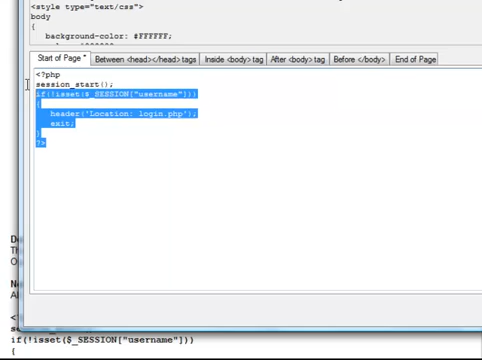 <style type="text/css">
body
{
background-color: #FFFFFF;
Start of Page * Between <head></head> tags Inside <body> tag After <body> tag Before </body> End of Page
<?php
session_start();
if(!isset($_SESSION["username"]))
{
header('Location: login.php');
exit;
}
?>
if(!isset($_SESSION["username"]))
{